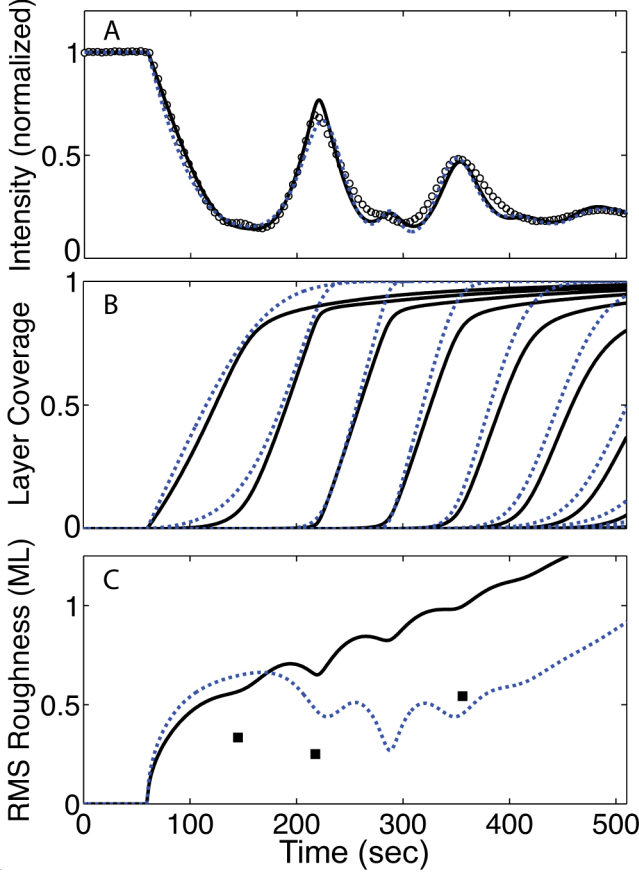 A
Intensity (normalized)
1
0.5
0
B
Layer Coverage
1
0.5
0
C
RMS Roughness (ML)
1
0.5
0
0 100 200 300 400 500
Time (sec)